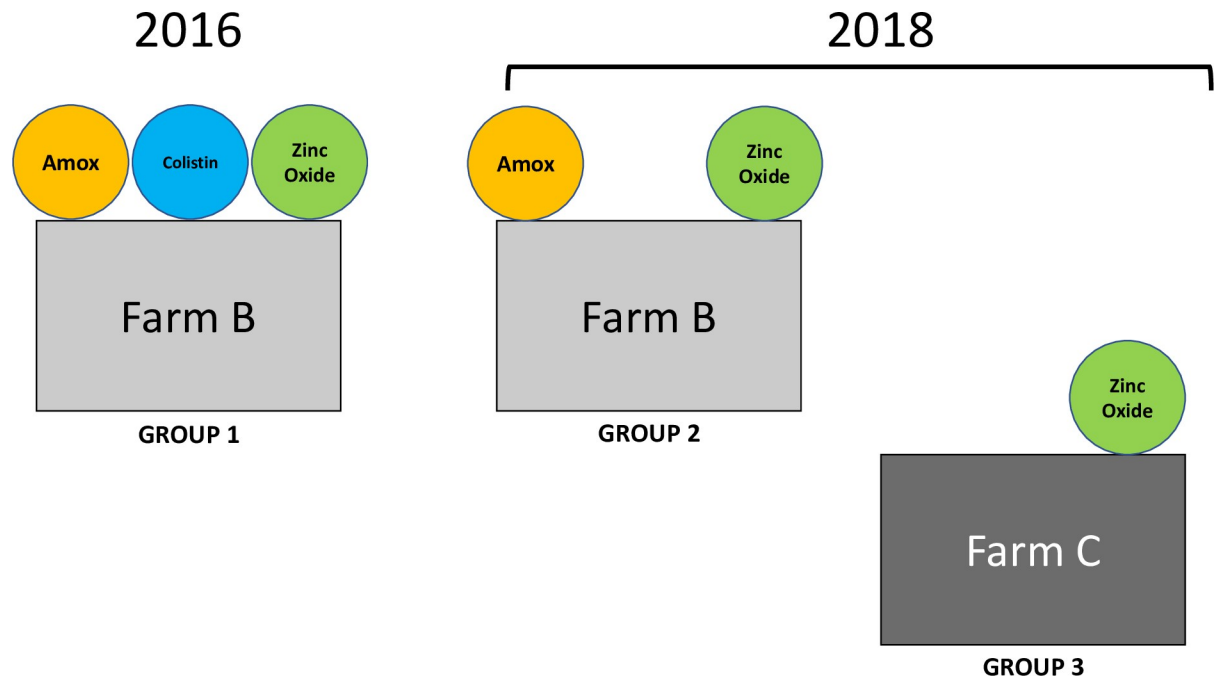 2016
2018
Amox
Colistin
Zinc
Oxide
Amox
Zinc
Oxide
Farm B
Farm B
GROUP 1
GROUP 2
Zinc
Oxide
Farm C
GROUP 3